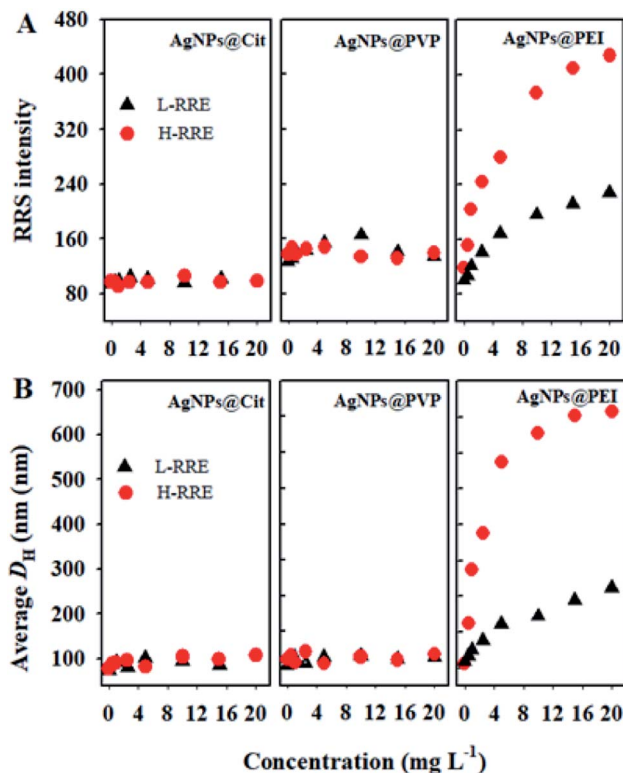 A
AgNPs@Cit
AgNPs@PVP
AgNPs@PEI
480
400
320
240
160
80
RRS intensity
L-RRE
H-RRE
0 4 8 12 16 20
0 4 8 12 16 20
0 4 8 12 16 20
B
AgNPs@Cit
AgNPs@PVP
AgNPs@PEI
700
600
500
400
300
200
100
Average D_H (nm (nm)
L-RRE
H-RRE
0 4 8 12 16 20
0 4 8 12 16 20
0 4 8 12 16 20
Concentration (mg L⁻¹)